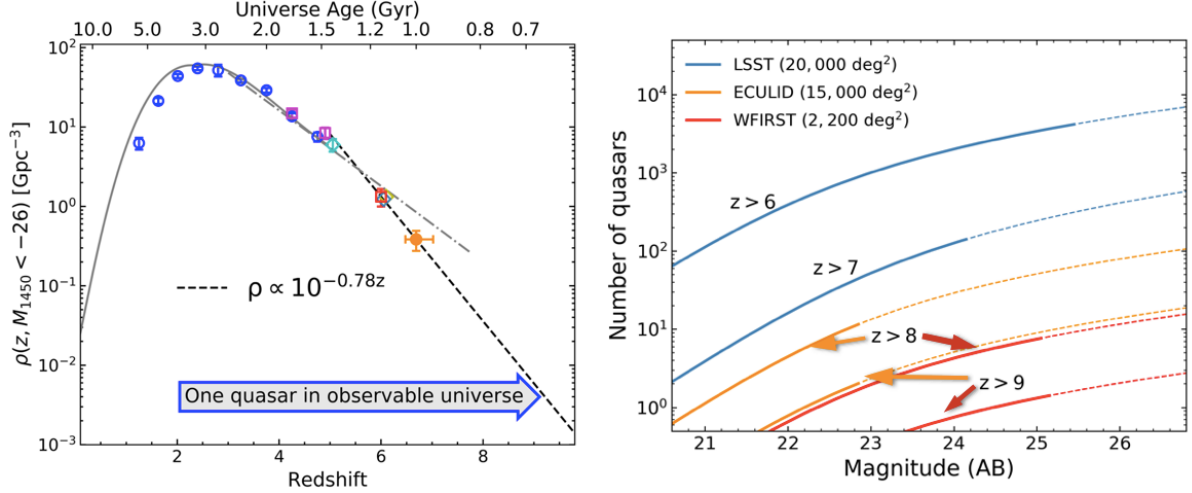 Universe Age (Gyr)
10.0 5.0 3.0 2.0 1.5 1.2 1.0 0.8 0.7
10²
10¹
10⁰
10⁻¹
10⁻²
10⁻³
ρ(z, M₁₄₅₀ < −26) [Gpc⁻³]
ρ ∝ 10⁻⁰·⁷⁸ᶻ
One quasar in observable universe
2 4 6 8
Redshift
LSST (20,000 deg²)
ECULID (15,000 deg²)
WFIRST (2,200 deg²)
10⁴
10³
10²
10¹
10⁰
Number of quasars
z > 6
z > 7
z > 8
z > 9
21 22 23 24 25 26
Magnitude (AB)